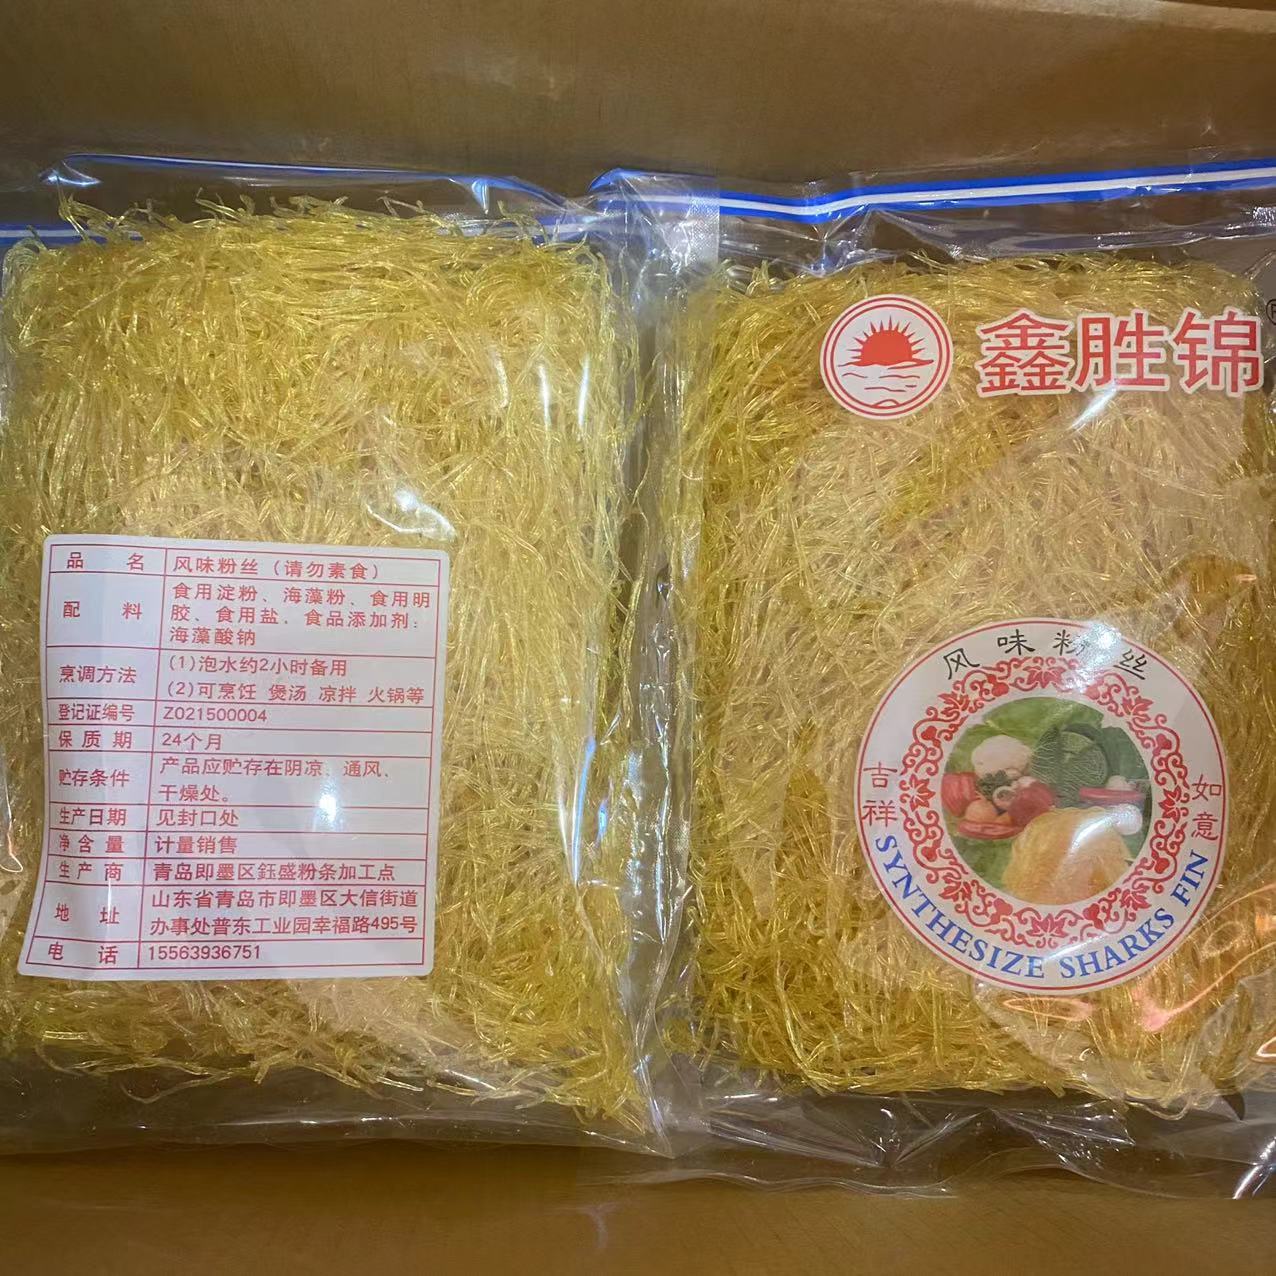 品 名 风味粉丝（请勿素食）
配 料 食用淀粉、海藻粉、食用明
胶、食用盐．食品添加剂：
海藻酸钠
烹调方法 (1)泡水约2小时备用
(2)可烹饪 煲汤 凉拌 火锅等
登记证编号 Z021500004
保 质 期 24个月
贮存条件 产品应贮存在阴凉、通风、
干燥处。
生产日期 见封口处
净 含 量 计量销售
生 产 商 青岛即墨区鈺盛粉条加工点
地 址 山东省青岛市即墨区大信街道
办事处普东工业园幸福路495号
电 话 15563936751
鑫胜锦
风味粉丝
吉祥
如意
SYNTHESIZE SHARKS FIN